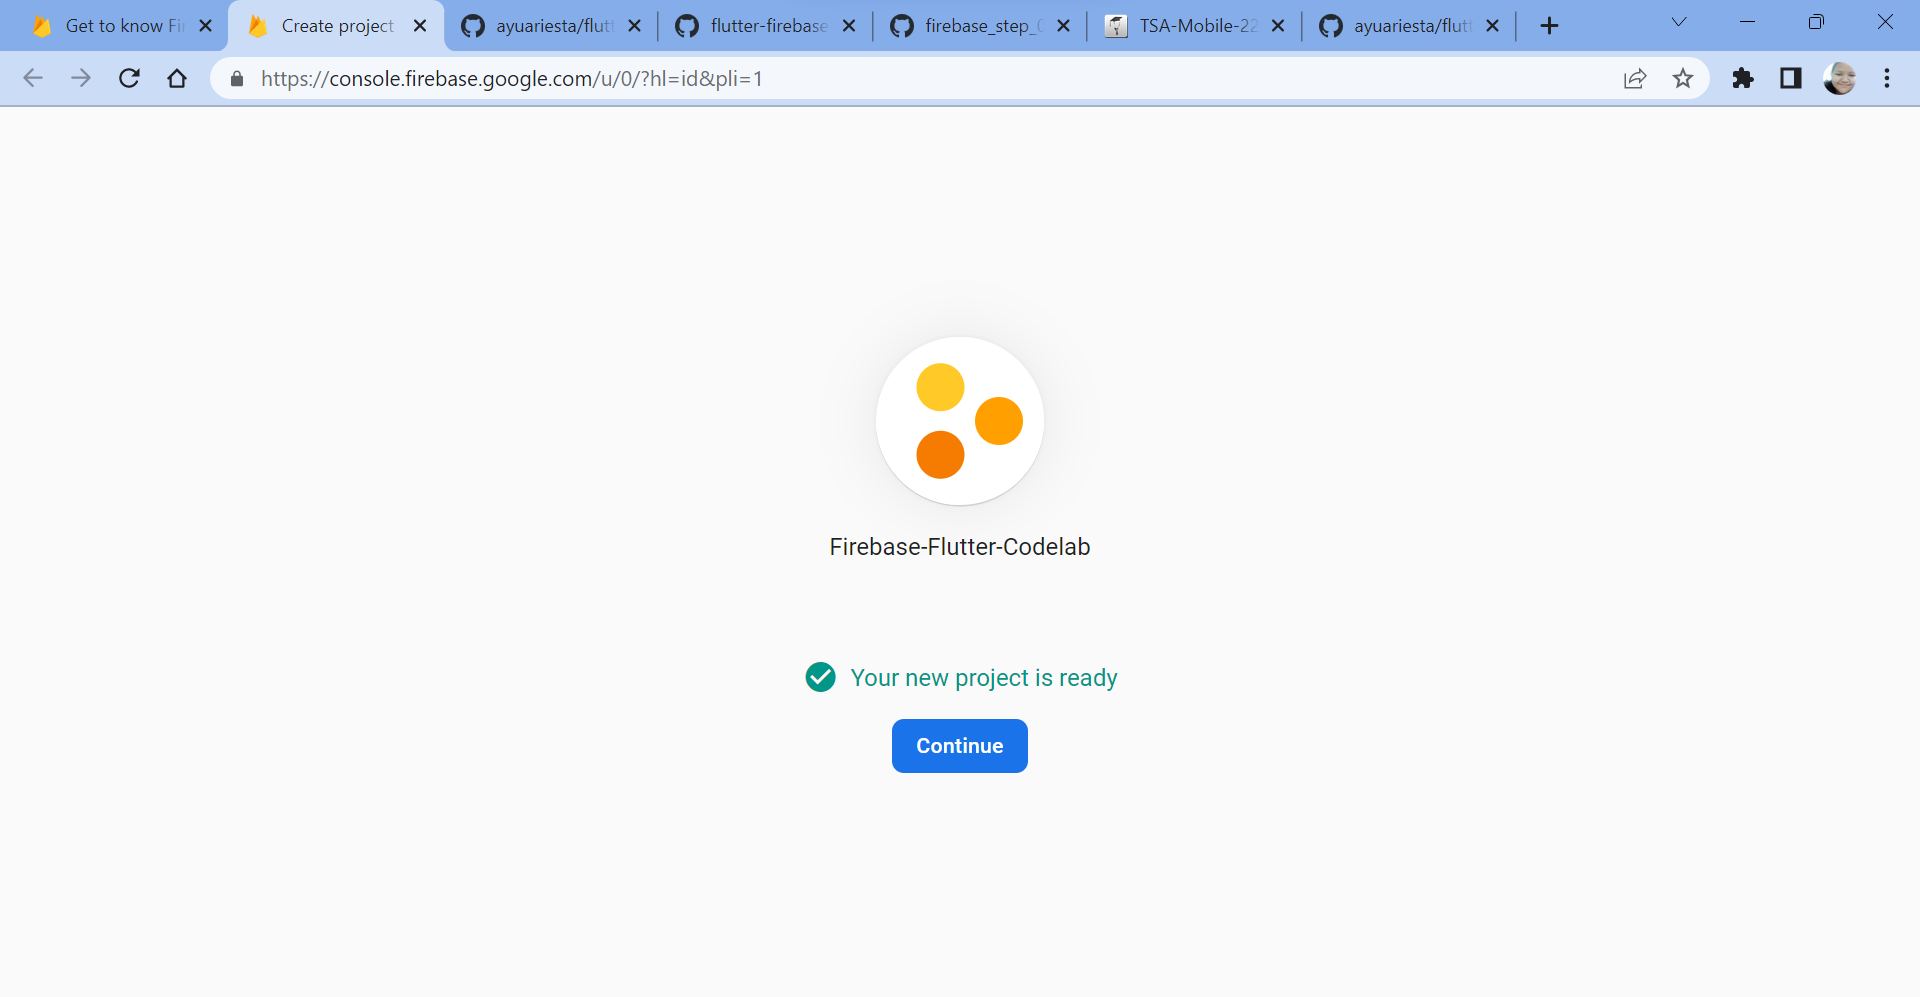 Get to know Fi
Create project
ayuariesta/flutt
flutter-firebase
firebase_step_0
TSA-Mobile-22
ayuariesta/flutt
https://console.firebase.google.com/u/0/?hl=id&pli=1
Firebase-Flutter-Codelab
Your new project is ready
Continue